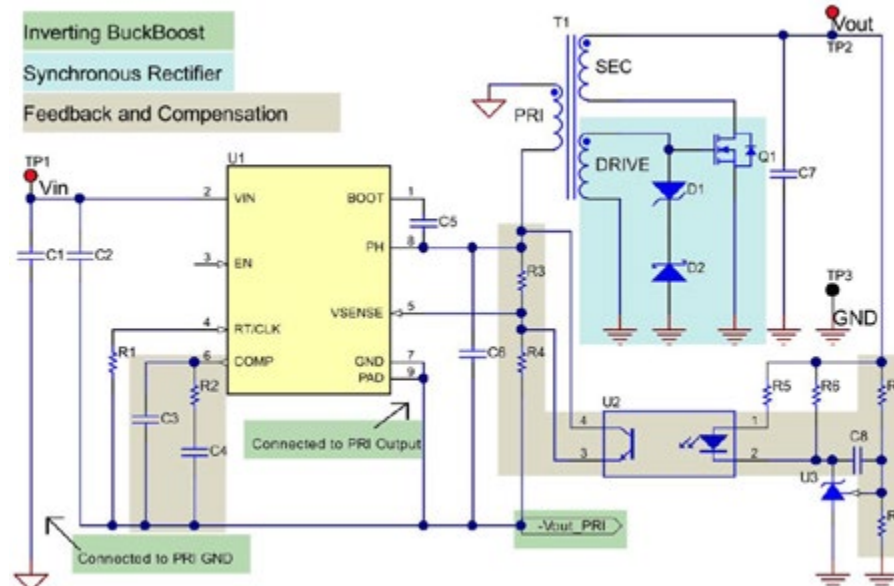 Inverting BuckBoost
Synchronous Rectifier
Feedback and Compensation
TP1
Vin
C1
C2
U1
2
VIN
BOOT
1
C5
PH
8
3
EN
VSENSE
5
4
RT/CLK
6
COMP
GND
7
PAD
9
R1
R2
C3
C4
Connected to PRI Output
Connected to PRI GND
C6
R3
R4
-Vout_PRI
T1
PRI
SEC
DRIVE
D1
D2
Q1
C7
Vout
TP2
TP3
GND
U2
4
3
1
2
R5
R6
C8
U3
R
R